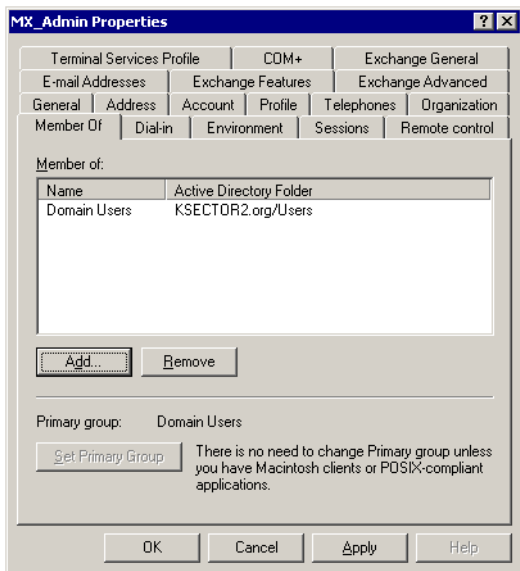 MX_Admin Properties
Terminal Services Profile COM+ Exchange General
E-mail Addresses Exchange Features Exchange Advanced
General Address Account Profile Telephones Organization
Member Of Dial-in Environment Sessions Remote control
Member of:
Name Active Directory Folder
Domain Users KSECTOR2.org/Users
Add... Remove
Primary group: Domain Users
Set Primary Group
There is no need to change Primary group unless
you have Macintosh clients or POSIX-compliant
applications.
OK Cancel Apply Help